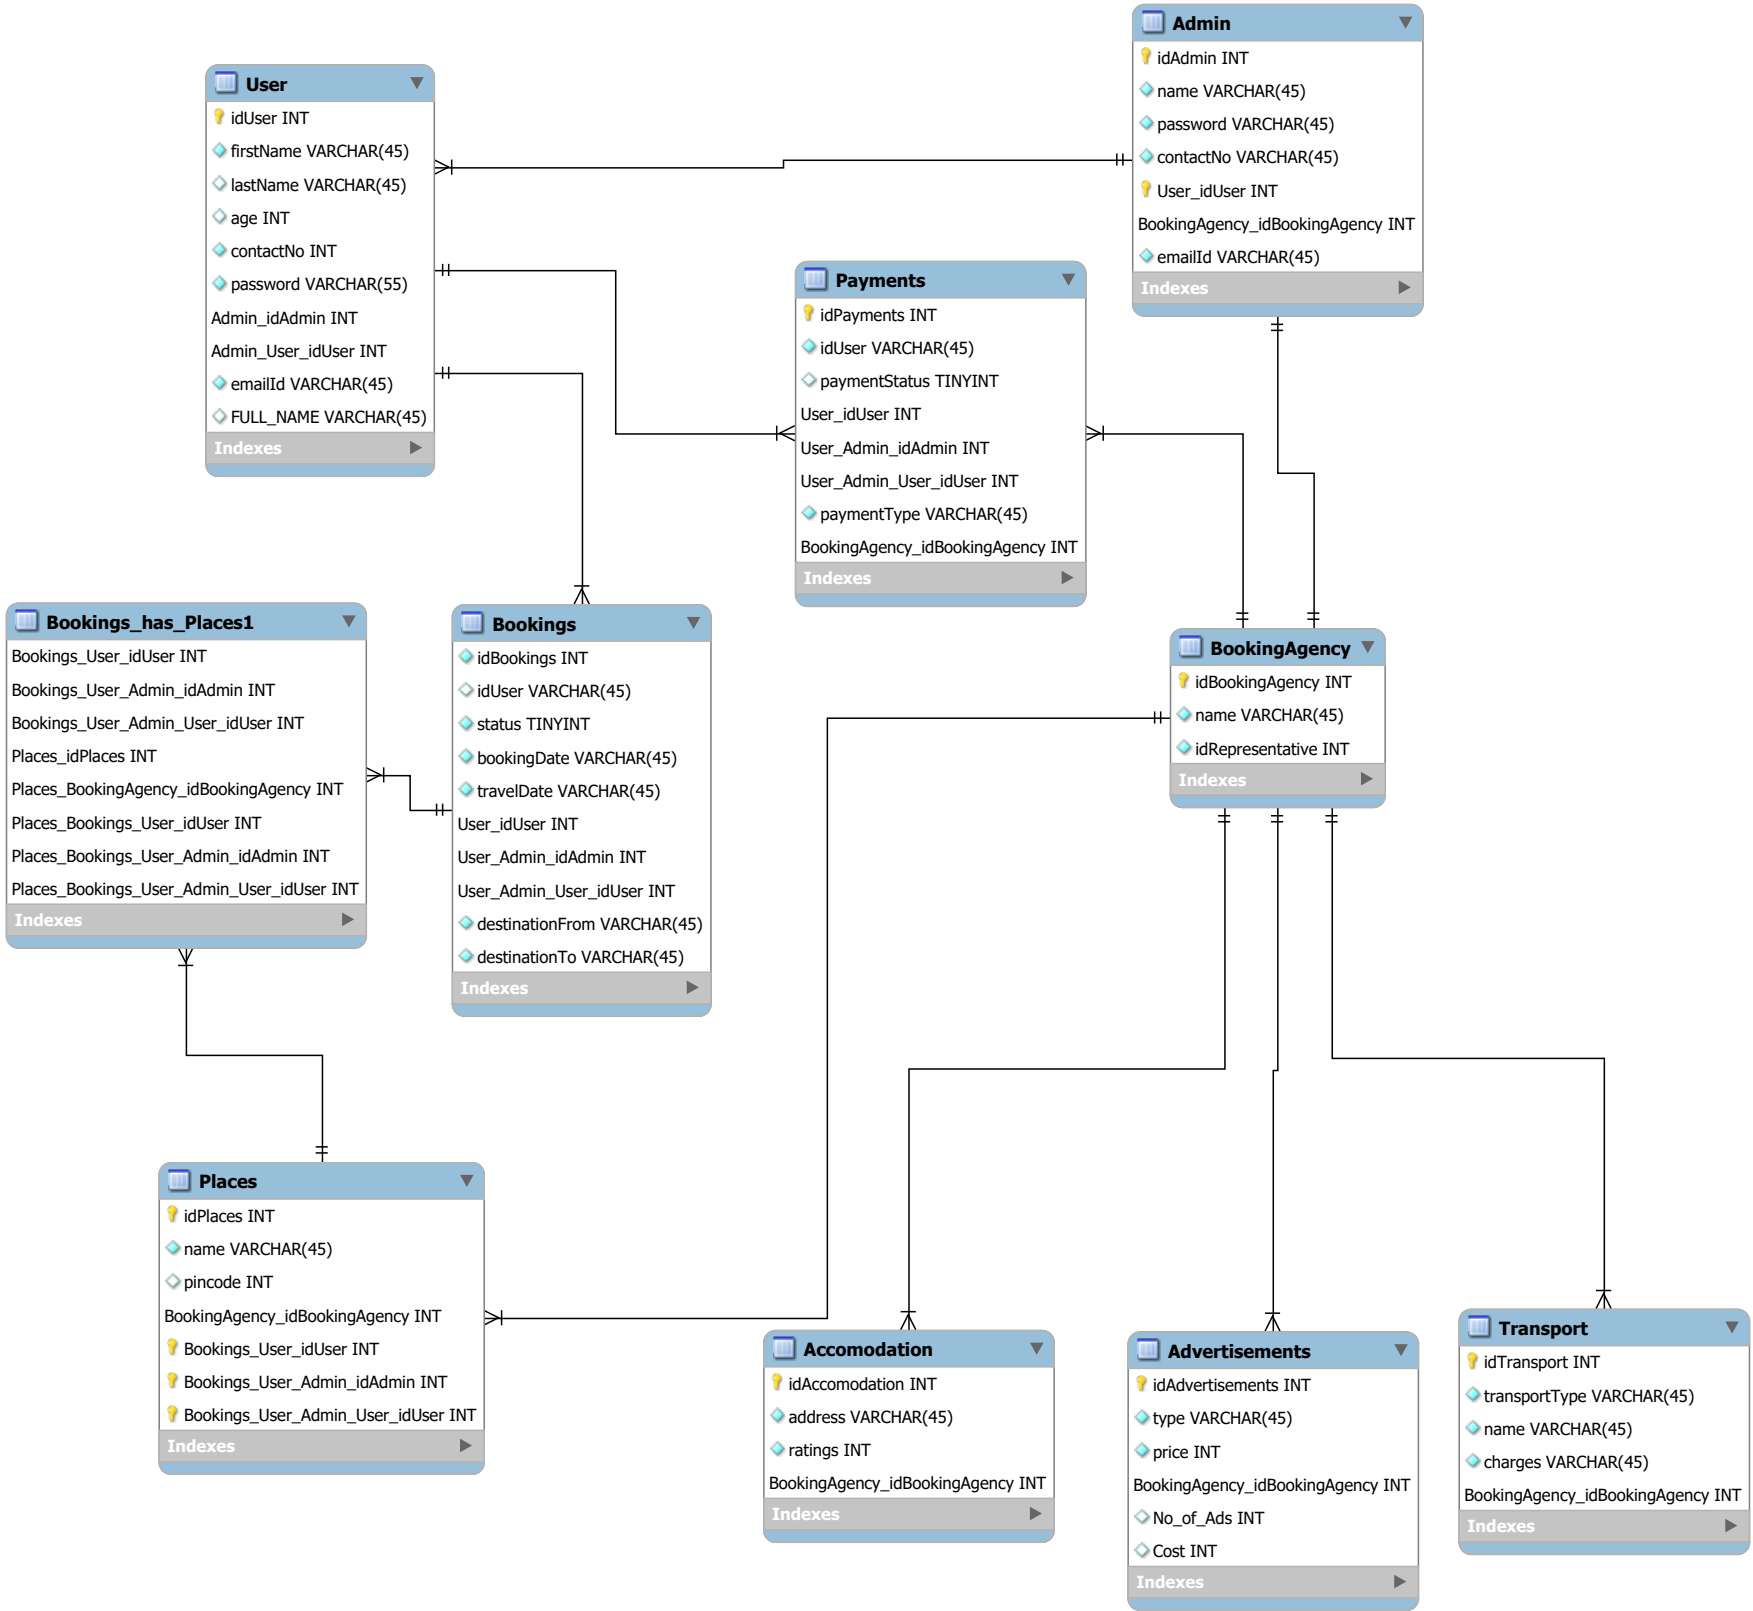 Admin
idAdmin INT
name VARCHAR(45)
password VARCHAR(45)
contactNo VARCHAR(45)
User_idUser INT
BookingAgency_idBookingAgency INT
emailId VARCHAR(45)
Indexes
User
idUser INT
firstName VARCHAR(45)
lastName VARCHAR(45)
age INT
contactNo INT
password VARCHAR(55)
Admin_idAdmin INT
Admin_User_idUser INT
emailId VARCHAR(45)
FULL_NAME VARCHAR(45)
Indexes
Payments
idPayments INT
idUser VARCHAR(45)
paymentStatus TINYINT
User_idUser INT
User_Admin_idAdmin INT
User_Admin_User_idUser INT
paymentType VARCHAR(45)
BookingAgency_idBookingAgency INT
Indexes
Bookings_has_Places1
Bookings_User_idUser INT
Bookings_User_Admin_idAdmin INT
Bookings_User_Admin_User_idUser INT
Places_idPlaces INT
Places_BookingAgency_idBookingAgency INT
Places_Bookings_User_idUser INT
Places_Bookings_User_Admin_idAdmin INT
Places_Bookings_User_Admin_User_idUser INT
Indexes
Bookings
idBookings INT
idUser VARCHAR(45)
status TINYINT
bookingDate VARCHAR(45)
travelDate VARCHAR(45)
User_idUser INT
User_Admin_idAdmin INT
User_Admin_User_idUser INT
destinationFrom VARCHAR(45)
destinationTo VARCHAR(45)
Indexes
BookingAgency
idBookingAgency INT
name VARCHAR(45)
idRepresentative INT
Indexes
Places
idPlaces INT
name VARCHAR(45)
pincode INT
BookingAgency_idBookingAgency INT
Bookings_User_idUser INT
Bookings_User_Admin_idAdmin INT
Bookings_User_Admin_User_idUser INT
Indexes
Accomodation
idAccomodation INT
address VARCHAR(45)
ratings INT
BookingAgency_idBookingAgency INT
Indexes
Advertisements
idAdvertisements INT
type VARCHAR(45)
price INT
BookingAgency_idBookingAgency INT
No_of_Ads INT
Cost INT
Indexes
Transport
idTransport INT
transportType VARCHAR(45)
name VARCHAR(45)
charges VARCHAR(45)
BookingAgency_idBookingAgency INT
Indexes